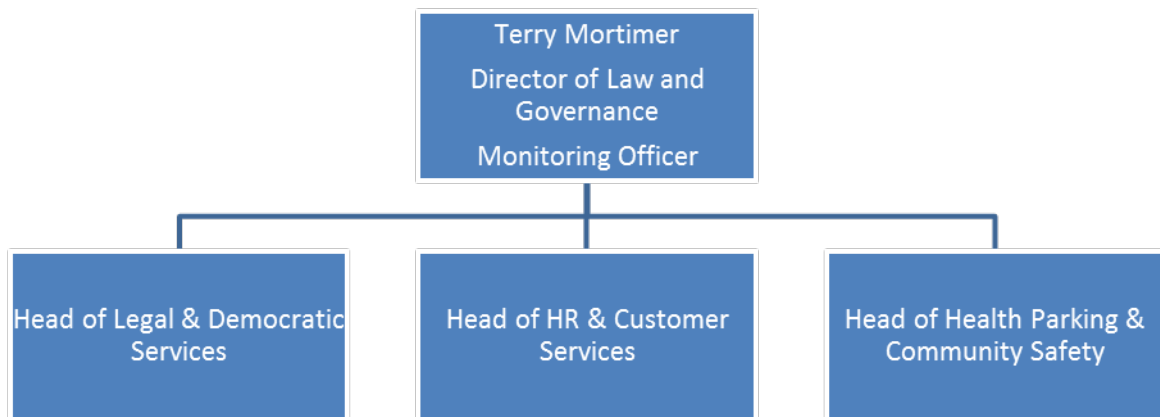 Terry Mortimer
Director of Law and
Governance
Monitoring Officer
Head of Legal & Democratic
Services
Head of HR & Customer
Services
Head of Health Parking &
Community Safety